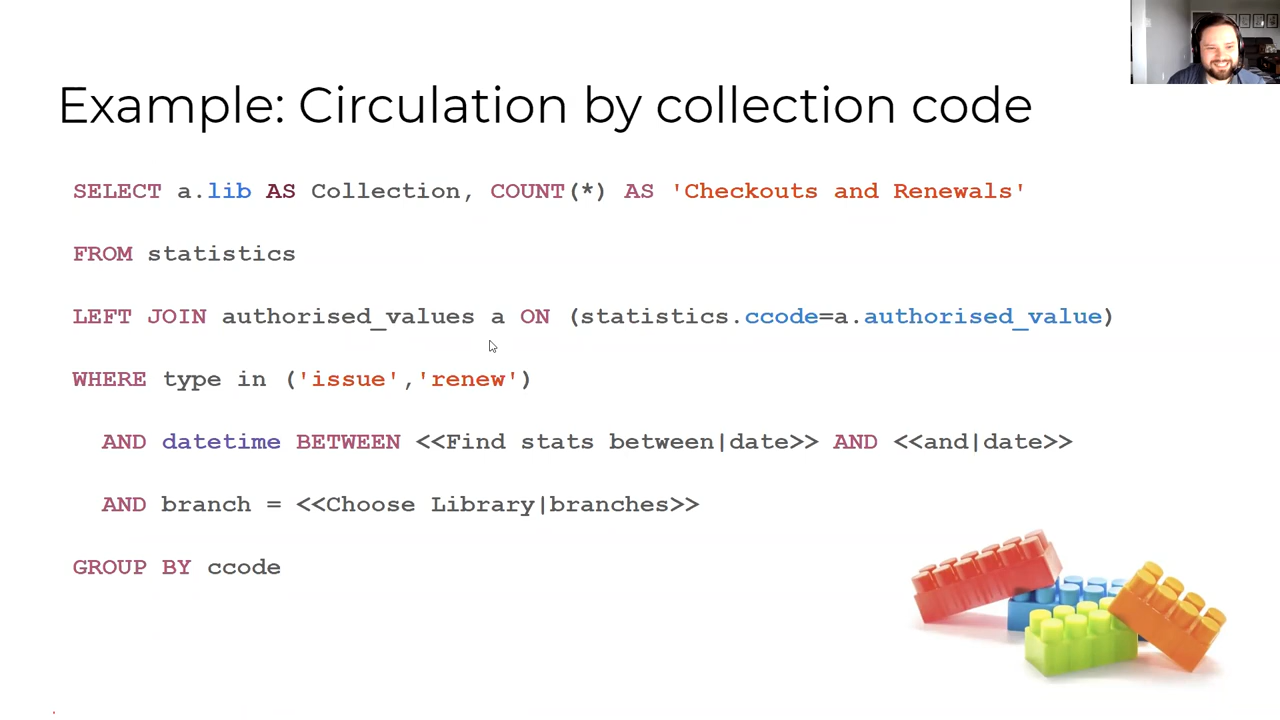 Example: Circulation by collection code
SELECT a.lib AS Collection, COUNT(*) AS 'Checkouts and Renewals'
FROM statistics
LEFT JOIN authorised_values a ON (statistics.ccode=a.authorised_value)
WHERE type in ('issue','renew')
AND datetime BETWEEN <<Find stats between|date>> AND <<and|date>>
AND branch = <<Choose Library|branches>>
GROUP BY ccode